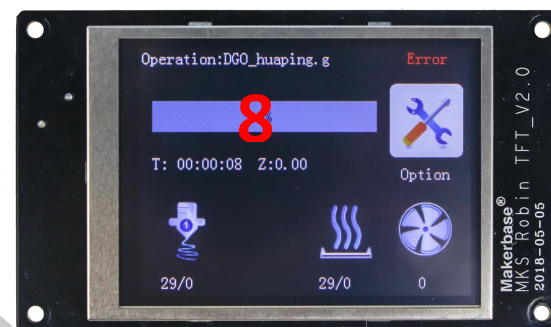 Operation:DGO_huaping.g
Error
8
%
T: 00:00:08 Z:0.00
Option
1
29/0
29/0
0
Makerbase®
MKS Robin TFT_V2.0
2018-05-05